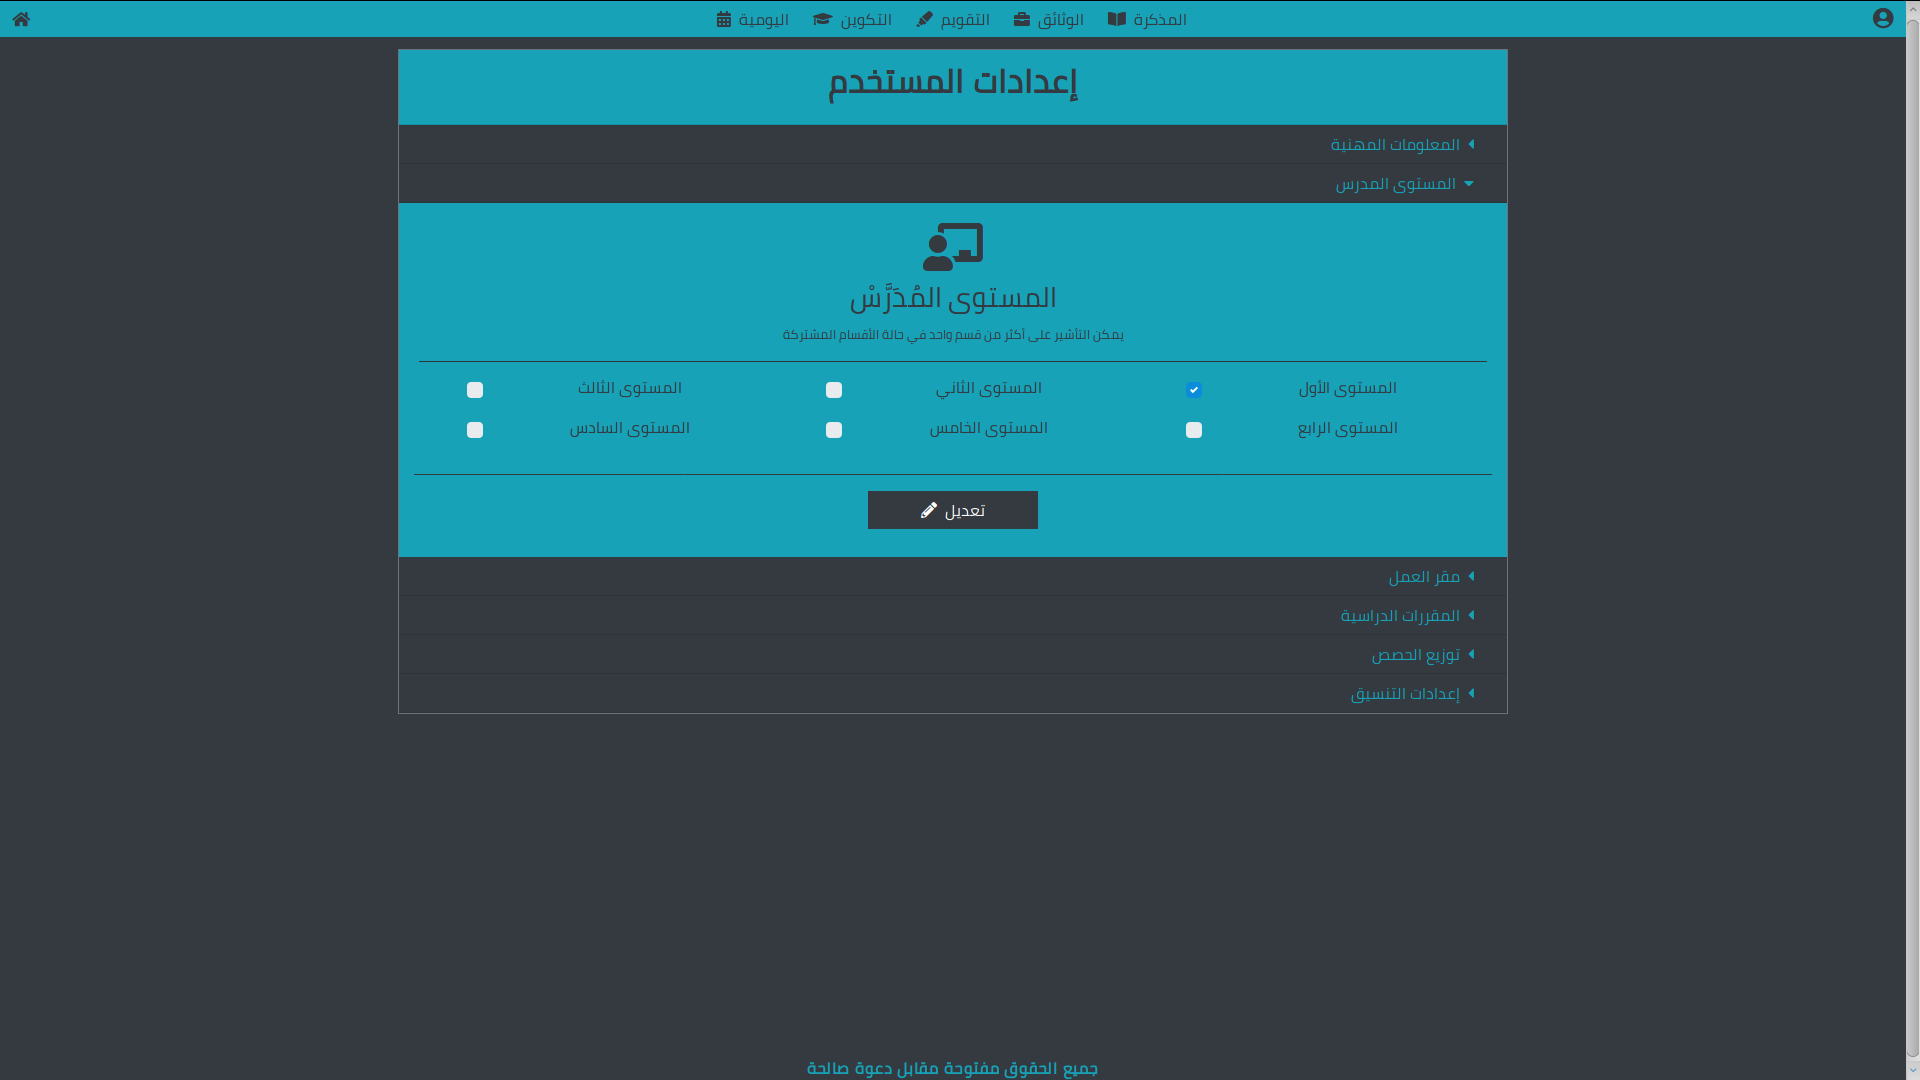 المذكرة الوثائق التقويم التكوين اليومية
إعدادات المستخدم
المعلومات المهنية
المستوى المدرس
المستوى المُدَرَّسْ
يمكن التأشير على أكثر من قسم واحد في حالة الأقسام المشتركة
المستوى الأول المستوى الثاني المستوى الثالث
المستوى الرابع المستوى الخامس المستوى السادس
تعديل
مقر العمل
المقررات الدراسية
توزيع الحصص
إعدادات التنسيق
جميع الحقوق مفتوحة مقابل دعوة صالحة